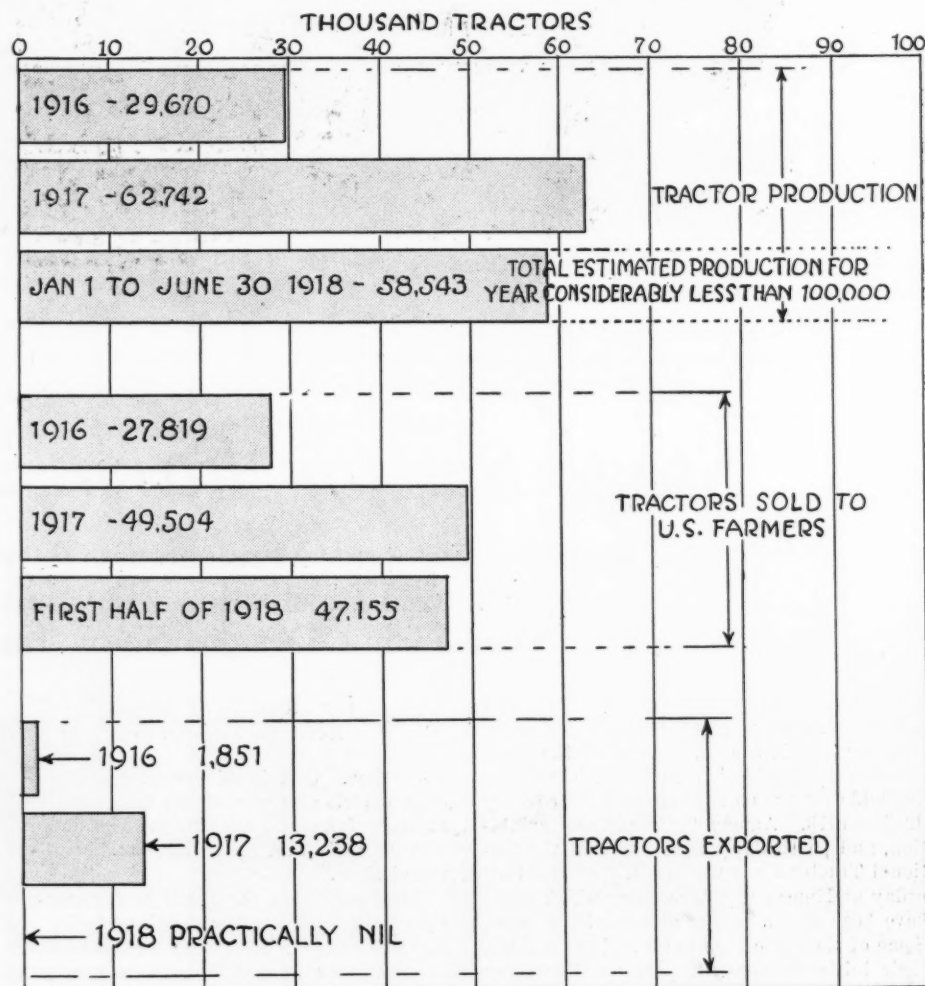 THOUSAND TRACTORS
0 10 20 30 40 50 60 70 80 90 100
1916 - 29,670
1917 - 62,742
TRACTOR PRODUCTION
JAN 1 TO JUNE 30 1918 - 58,543
TOTAL ESTIMATED PRODUCTION FOR
YEAR CONSIDERABLY LESS THAN 100,000
1916 - 27,819
1917 - 49,504
TRACTORS SOLD TO
U.S. FARMERS
FIRST HALF OF 1918 47,155
1916 1,851
1917 13,238
TRACTORS EXPORTED
1918 PRACTICALLY NIL